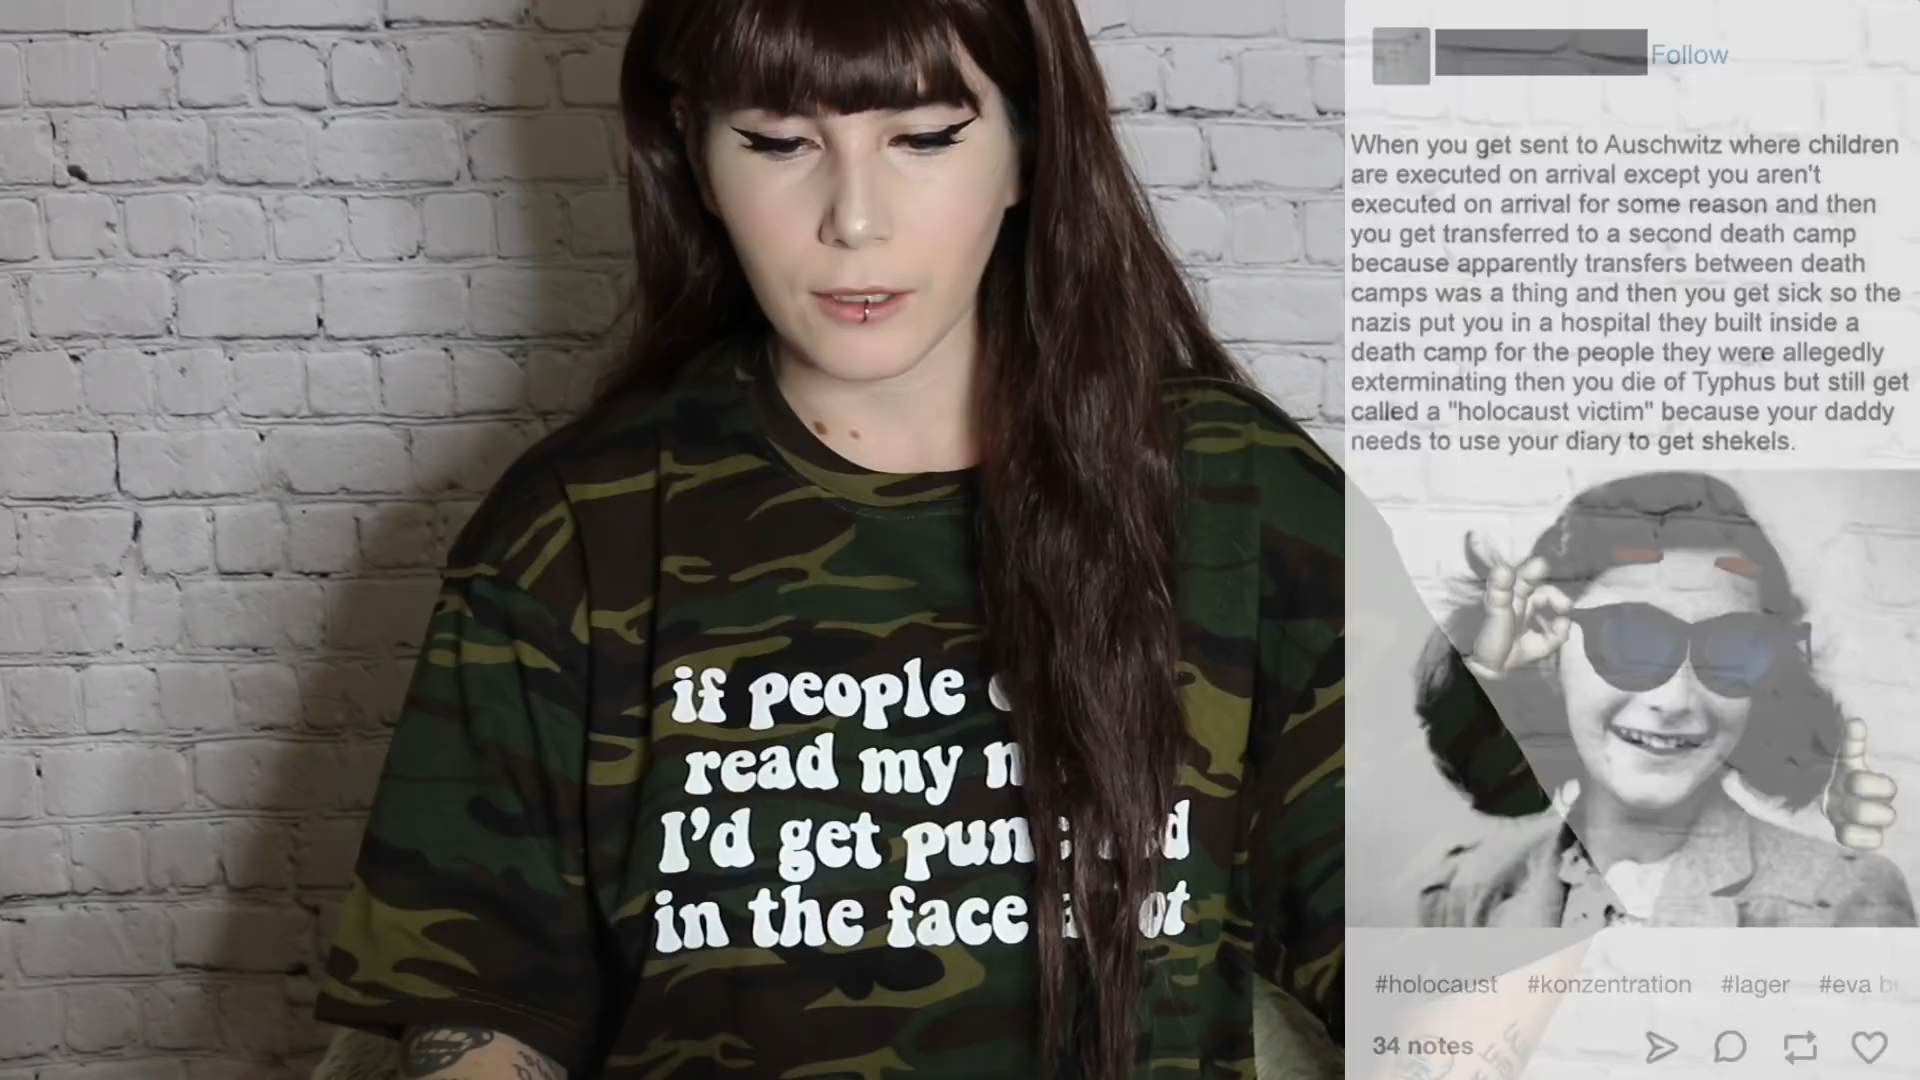 if people
read my
I'd get
in the face
Follow
When you get sent to Auschwitz where children
are executed on arrival except you aren't
executed on arrival for some reason and then
you get transferred to a second death camp
because apparently transfers between death
camps was a thing and then you get sick so the
nazis put you in a hospital they built inside a
death camp for the people they were allegedly
exterminating then you die of Typhus but still get
called a "holocaust victim" because your daddy
needs to use your diary to get shekels.
#holocaust #konzentration #lager #eva
34 notes